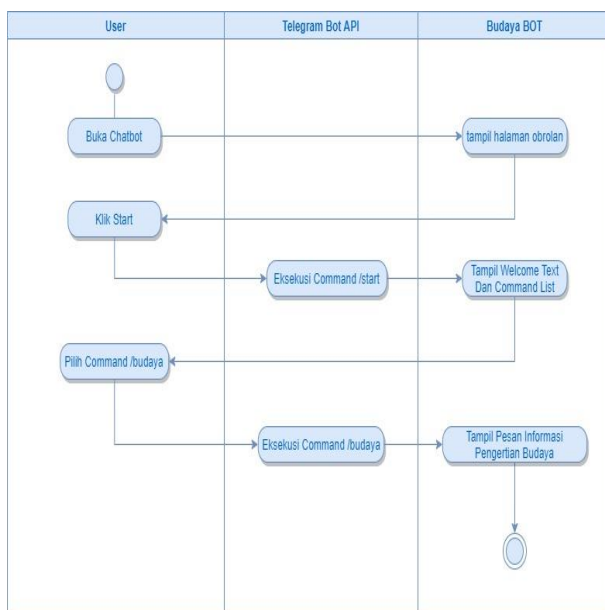 User
Telegram Bot API
Budaya BOT
Buka Chatbot
tampil halaman obrolan
Klik Start
Eksekusi Command /start
Tampil Welcome Text
Dan Command List
Pilih Command /budaya
Eksekusi Command /budaya
Tampil Pesan Informasi
Pengertian Budaya